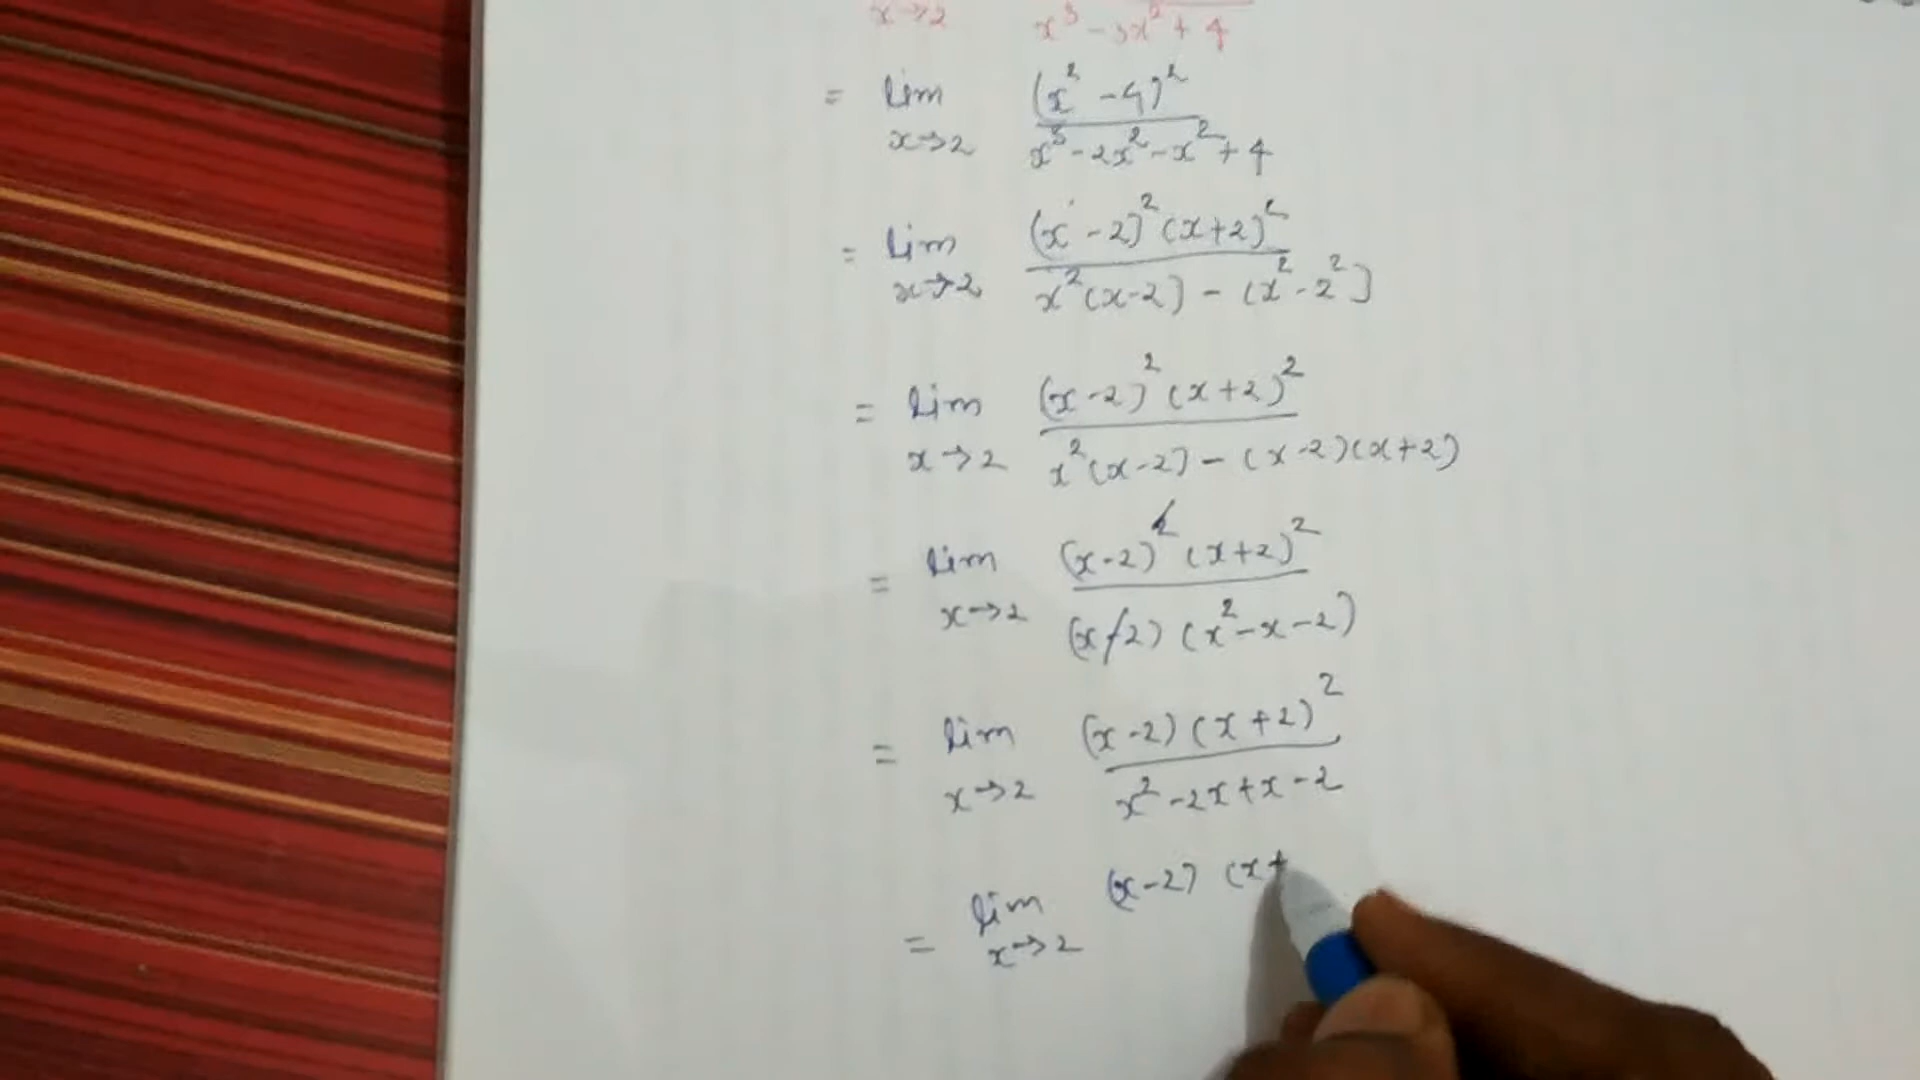 x→2 x³ - 3x² + 4
= lim (x² - 4)²
x→2 x³ - 2x² - x² + 4
= lim (x - 2)² (x+2)²
x→2 x²(x-2) - (x² - 2²)
= lim (x-2)² (x+2)²
x→2 x²(x-2) - (x-2)(x+2)
= lim (x-2)² (x+2)²
x→2 (x-2) (x²-x-2)
= lim (x-2) (x+2)²
x→2 x²-2x+x-2
= lim (x-2) (x+
x→2